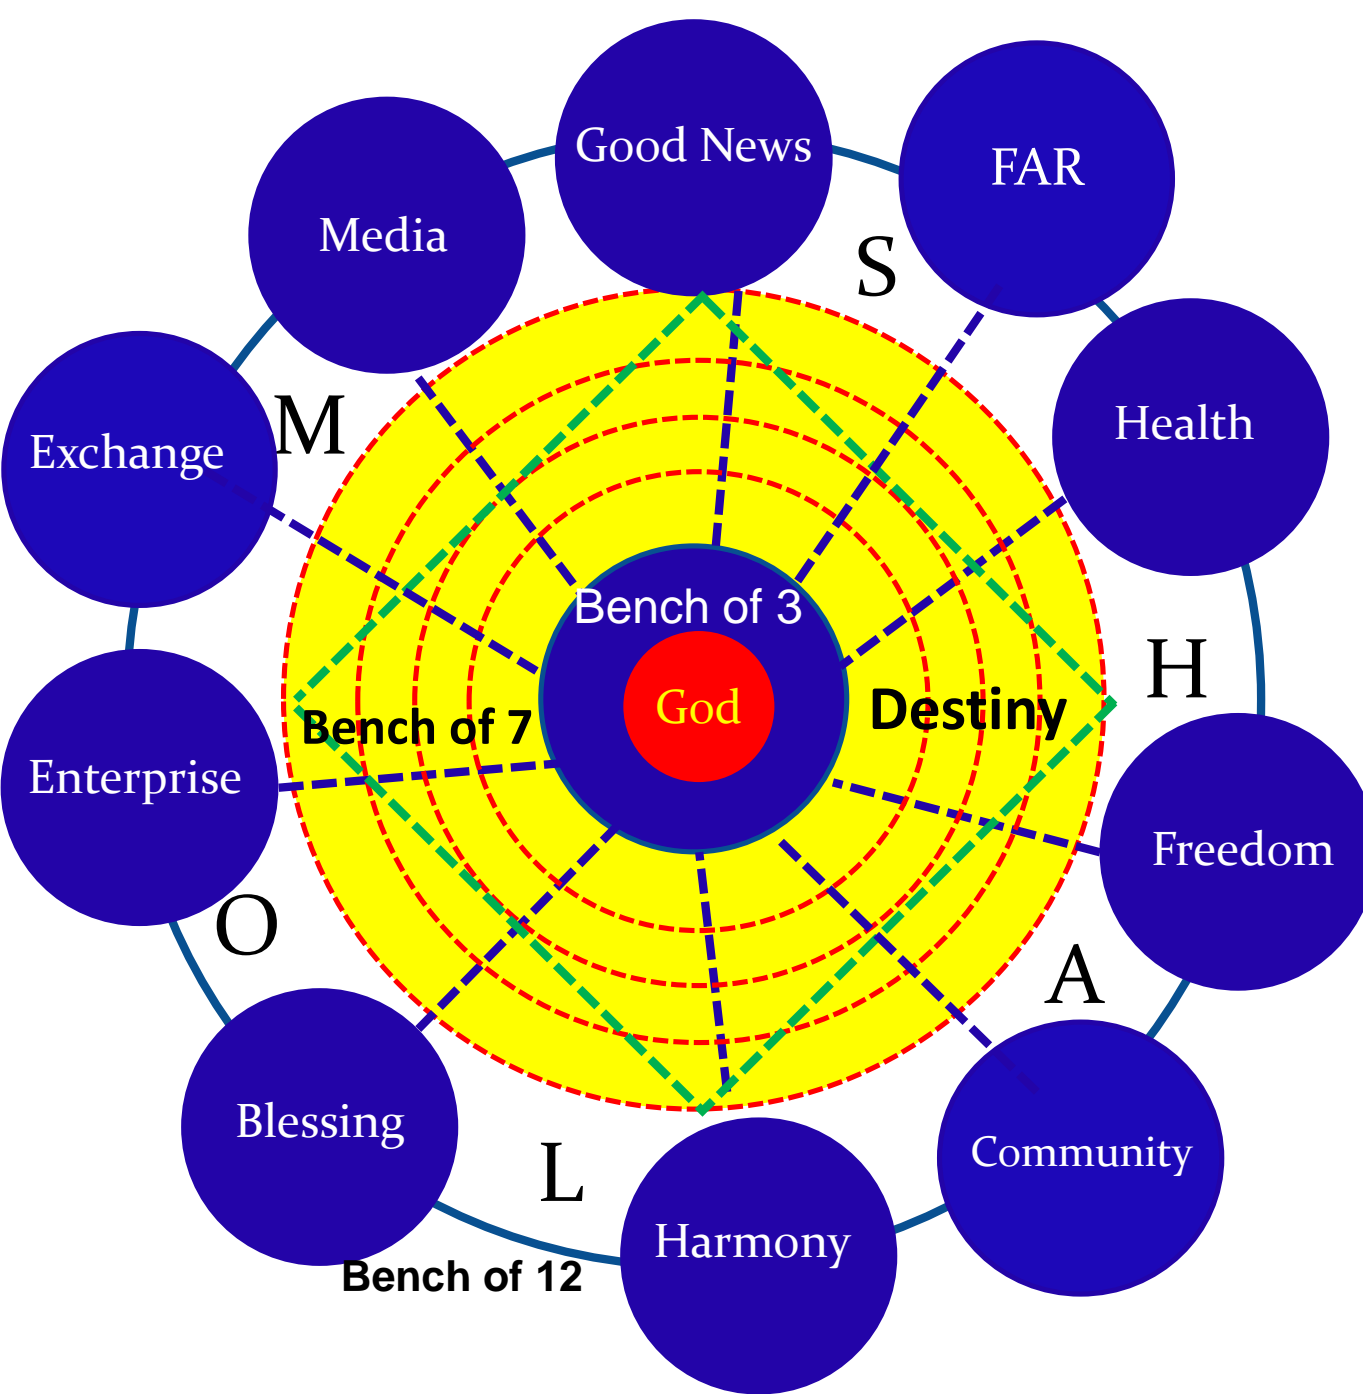 Good News
FAR
Media
S
Health
M
Exchange
Bench of 3
H
God
Destiny
Bench of 7
Enterprise
Freedom
O
A
Blessing
Community
L
Harmony
Bench of 12